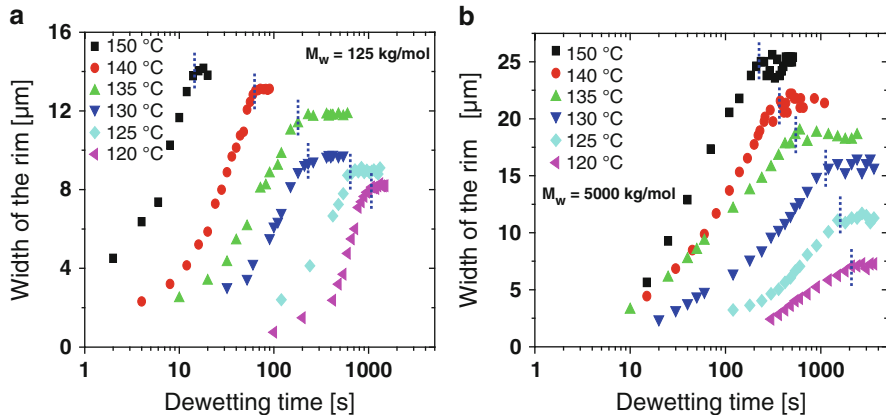 a
Width of the rim [µm]
16
12
8
4
0
150 °C
140 °C
135 °C
130 °C
125 °C
120 °C
M_w = 125 kg/mol
1 10 100 1000
Dewetting time [s]
b
Width of the rim [µm]
25
20
15
10
5
0
150 °C
140 °C
135 °C
130 °C
125 °C
120 °C
M_w = 5000 kg/mol
1 10 100 1000
Dewetting time [s]